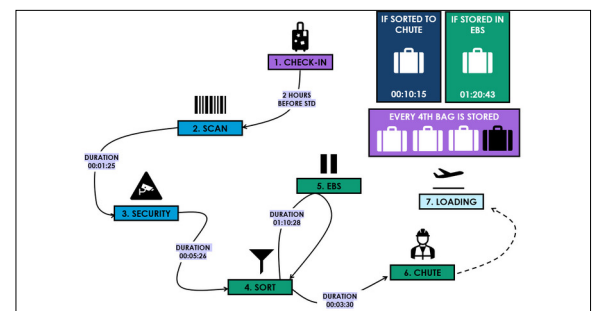 1. CHECK-IN
2 HOURS
BEFORE STD
2. SCAN
DURATION
00:01:25
3. SECURITY
DURATION
00:05:26
4. SORT
DURATION
01:10:28
5. EBS
DURATION
00:03:30
6. CHUTE
7. LOADING
IF SORTED TO
CHUTE
00:10:15
IF STORED IN
EBS
01:20:43
EVERY 4TH BAG IS STORED